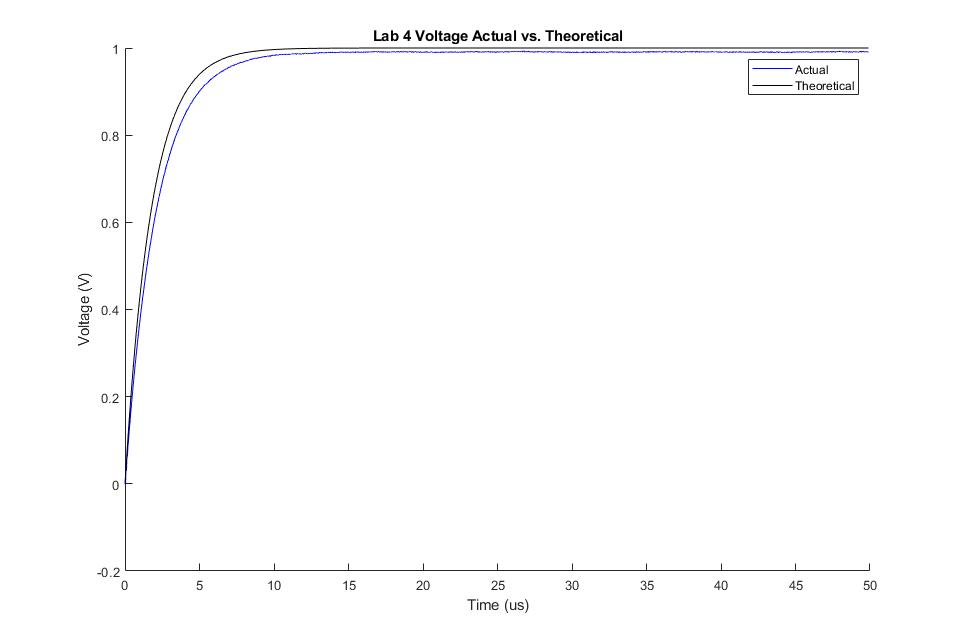 Lab 4 Voltage Actual vs. Theoretical
Actual
Theoretical
1
0.8
0.6
0.4
0.2
0
-0.2
Voltage (V)
0 5 10 15 20 25 30 35 40 45 50
Time (us)